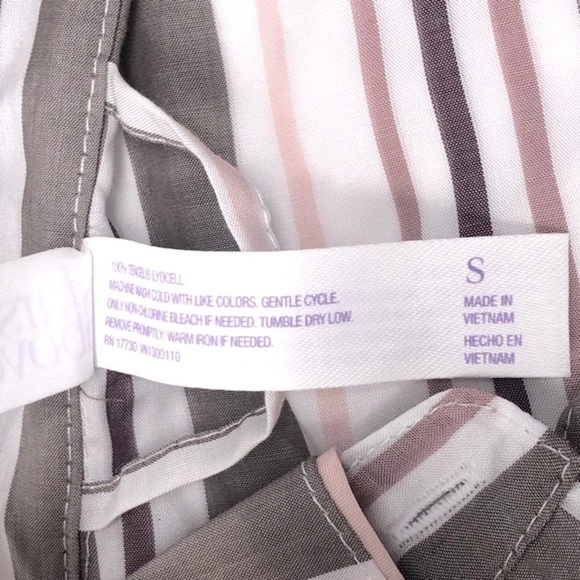 100% TENCEL® LYOCELL.
MACHINE WASH COLD WITH LIKE COLORS. GENTLE CYCLE.
ONLY NON-CHLORINE BLEACH IF NEEDED. TUMBLE DRY LOW.
REMOVE PROMPTLY. WARM IRON IF NEEDED.
RN 17730 VN1300110
S
MADE IN
VIETNAM
HECHO EN
VIETNAM